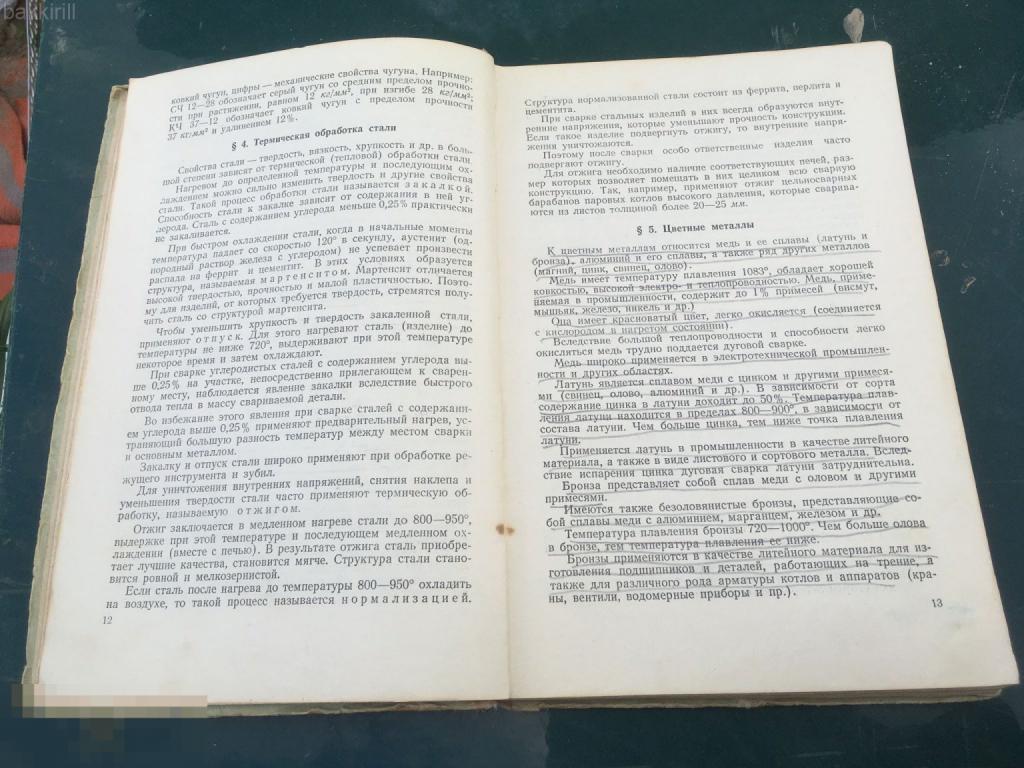 bakkirill
ковкий чугун, цифры — механические свойства чугуна. Например:
СЧ 12—28 обозначает серый чугун со средним пределом прочно-
сти при растяжении, равном 12 кг/мм², при изгибе 28 кг/мм²;
КЧ 37—12 обозначает ковкий чугун с пределом прочности
37 кг/мм² и удлинением 12%.
§ 4. Термическая обработка стали
Свойства стали — твердость, вязкость, хрупкость и др. в боль-
шой степени зависят от термической (тепловой) обработки стали.
Нагревом до определенной температуры и последующим ох-
лаждением можно сильно изменить твердость и другие свойства
стали. Такой процесс обработки стали называется закалкой.
Способность стали к закалке зависит от содержания в ней уг-
лерода. Сталь с содержанием углерода меньше 0,25% практически
не закаливается.
При быстром охлаждении стали, когда в начальные моменты
температура падает со скоростью 120° в секунду, аустенит (од-
нородный раствор железа с углеродом) не успевает произвести
распада на феррит и цементит. В этих условиях образуется
структура, называемая мартенситом. Мартенсит отличается
высокой твердостью, прочностью и малой пластичностью. Поэто-
му для изделий, от которых требуется твердость, стремятся полу-
чить сталь со структурой мартенсита.
Чтобы уменьшить хрупкость и твердость закаленной стали,
применяют отпуск. Для этого нагревают сталь (изделие) до
температуры не ниже 720°, выдерживают при этой температуре
некоторое время и затем охлаждают.
При сварке углеродистых сталей с содержанием углерода вы-
ше 0,25% на участке, непосредственно прилегающем к сварен-
ному месту, наблюдается явление закалки вследствие быстрого
отвода тепла в массу свариваемой детали.
Во избежание этого явления при сварке сталей с содержани-
ем углерода выше 0,25% применяют предварительный нагрев, ус-
траняющий большую разность температур между местом сварки
и основным металлом.
Закалку и отпуск стали широко применяют при обработке ре-
жущего инструмента и зубил.
Для уничтожения внутренних напряжений, снятия наклепа и
уменьшения твердости стали часто применяют термическую об-
работку, называемую отжигом.
Отжиг заключается в медленном нагреве стали до 800—950°,
выдержке при этой температуре и последующем медленном ох-
лаждении (вместе с печью). В результате отжига сталь приобре-
тает лучшие качества, становится мягче. Структура стали стано-
вится ровной и мелкозернистой.
Если сталь после нагрева до температуры 800—950° охладить
на воздухе, то такой процесс называется нормализацией.
12
Структура нормализованной стали состоит из феррита, перлита и
цементита.
При сварке стальных изделий в них всегда образуются внут-
ренние напряжения, которые уменьшают прочность конструкции.
Если такое изделие подвергнуть отжигу, то внутренние напря-
жения уничтожаются.
Поэтому после сварки особо ответственные изделия часто
подвергают отжигу.
Для отжига необходимо наличие соответствующих печей, раз-
мер которых позволяет помещать в них целиком всю сварную
конструкцию. Так, например, применяют отжиг цельносварных
барабанов паровых котлов высокого давления, которые сварива-
ются из листов толщиной более 20—25 мм.
§ 5. Цветные металлы
К цветным металлам относится медь и ее сплавы (латунь и
бронза), алюминий и его сплавы, а также ряд других металлов
(магний, цинк, свинец, олово).
Медь имеет температуру плавления 1083°, обладает хорошей
ковкостью, высокой электро- и теплопроводностью. Медь, приме-
няемая в промышленности, содержит до 1% примесей (висмут,
мышьяк, железо, никель и др.)
Она имеет красноватый цвет, легко окисляется (соединяется
с кислородом в нагретом состоянии).
Вследствие большой теплопроводности и способности легко
окисляться медь трудно поддается дуговой сварке.
Медь широко применяется в электротехнической промышлен-
ности и других областях.
Латунь является сплавом меди с цинком и другими примеся-
ми (свинец, олово, алюминий и др.). В зависимости от сорта
содержание цинка в латуни доходит до 50%. Температура плав-
ления латуни находится в пределах 800—900°, в зависимости от
состава латуни. Чем больше цинка, тем ниже точка плавления
латуни.
Применяется латунь в промышленности в качестве литейного
материала, а также в виде листового и сортового металла. Вслед-
ствие испарения цинка дуговая сварка латуни затруднительна.
Бронза представляет собой сплав меди с оловом и другими
примесями.
Имеются также безоловянистые бронзы, представляющие со-
бой сплавы меди с алюминием, марганцем, железом и др.
Температура плавления бронзы 720—1000°. Чем больше олова
в бронзе, тем температура плавления ее ниже.
Бронзы применяются в качестве литейного материала для из-
готовления подшипников и деталей, работающих на трение, а
также для различного рода арматуры котлов и аппаратов (кра-
ны, вентили, водомерные приборы и пр.).
13